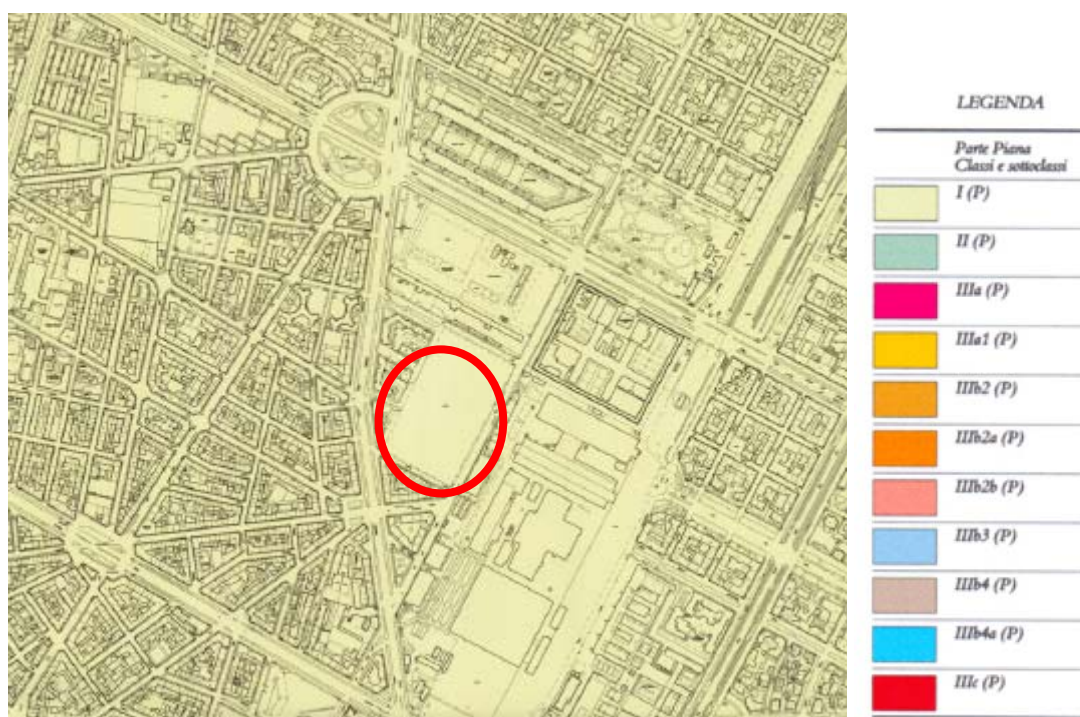 LEGENDA
Parte Piana
Classi e sottoclassi
I (P)
II (P)
IIIa (P)
IIIa1 (P)
IIIb2 (P)
IIIb2a (P)
IIIb2b (P)
IIIb3 (P)
IIIb4 (P)
IIIb4a (P)
IIIc (P)